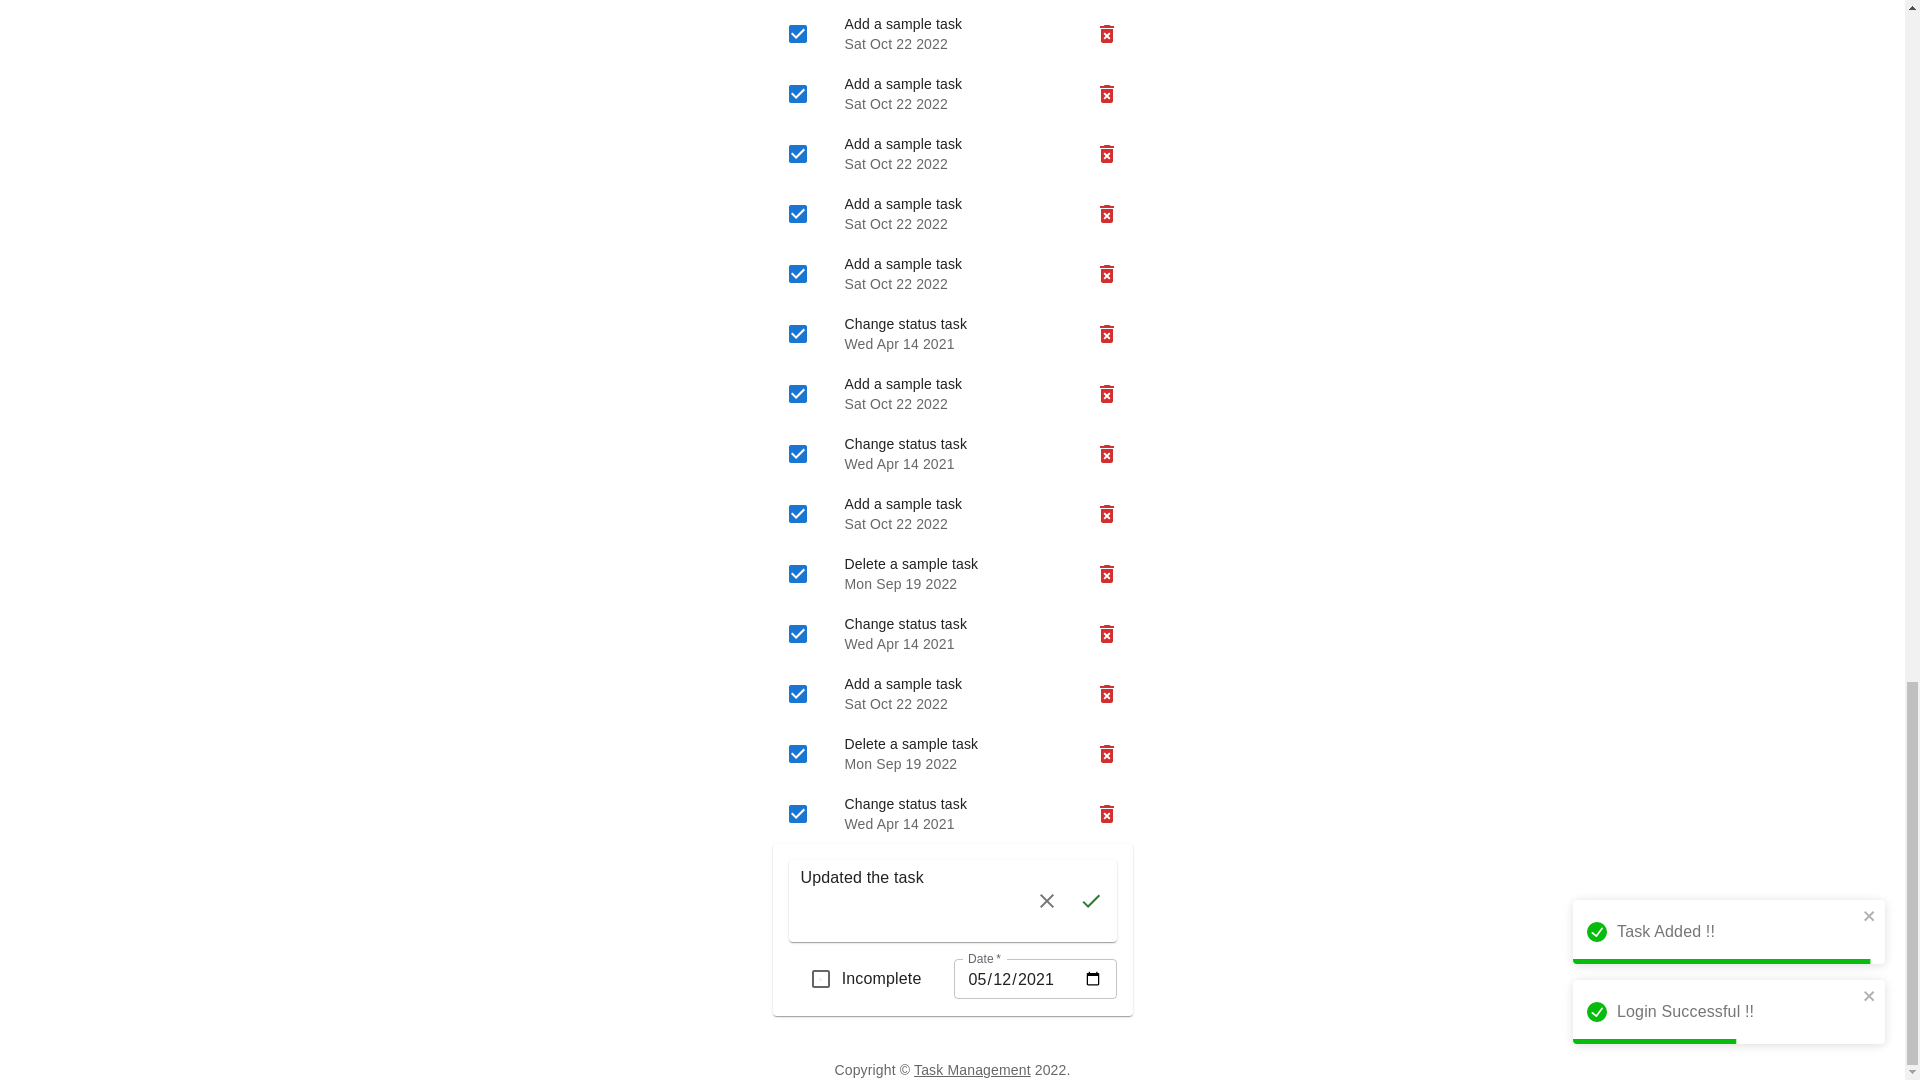 Add a sample task
Sat Oct 22 2022
Add a sample task
Sat Oct 22 2022
Add a sample task
Sat Oct 22 2022
Add a sample task
Sat Oct 22 2022
Add a sample task
Sat Oct 22 2022
Change status task
Wed Apr 14 2021
Add a sample task
Sat Oct 22 2022
Change status task
Wed Apr 14 2021
Add a sample task
Sat Oct 22 2022
Delete a sample task
Mon Sep 19 2022
Change status task
Wed Apr 14 2021
Add a sample task
Sat Oct 22 2022
Delete a sample task
Mon Sep 19 2022
Change status task
Wed Apr 14 2021
Updated the task
Incomplete
Date *
05/12/2021
Task Added !!
Login Successful !!
Copyright © Task Management 2022.